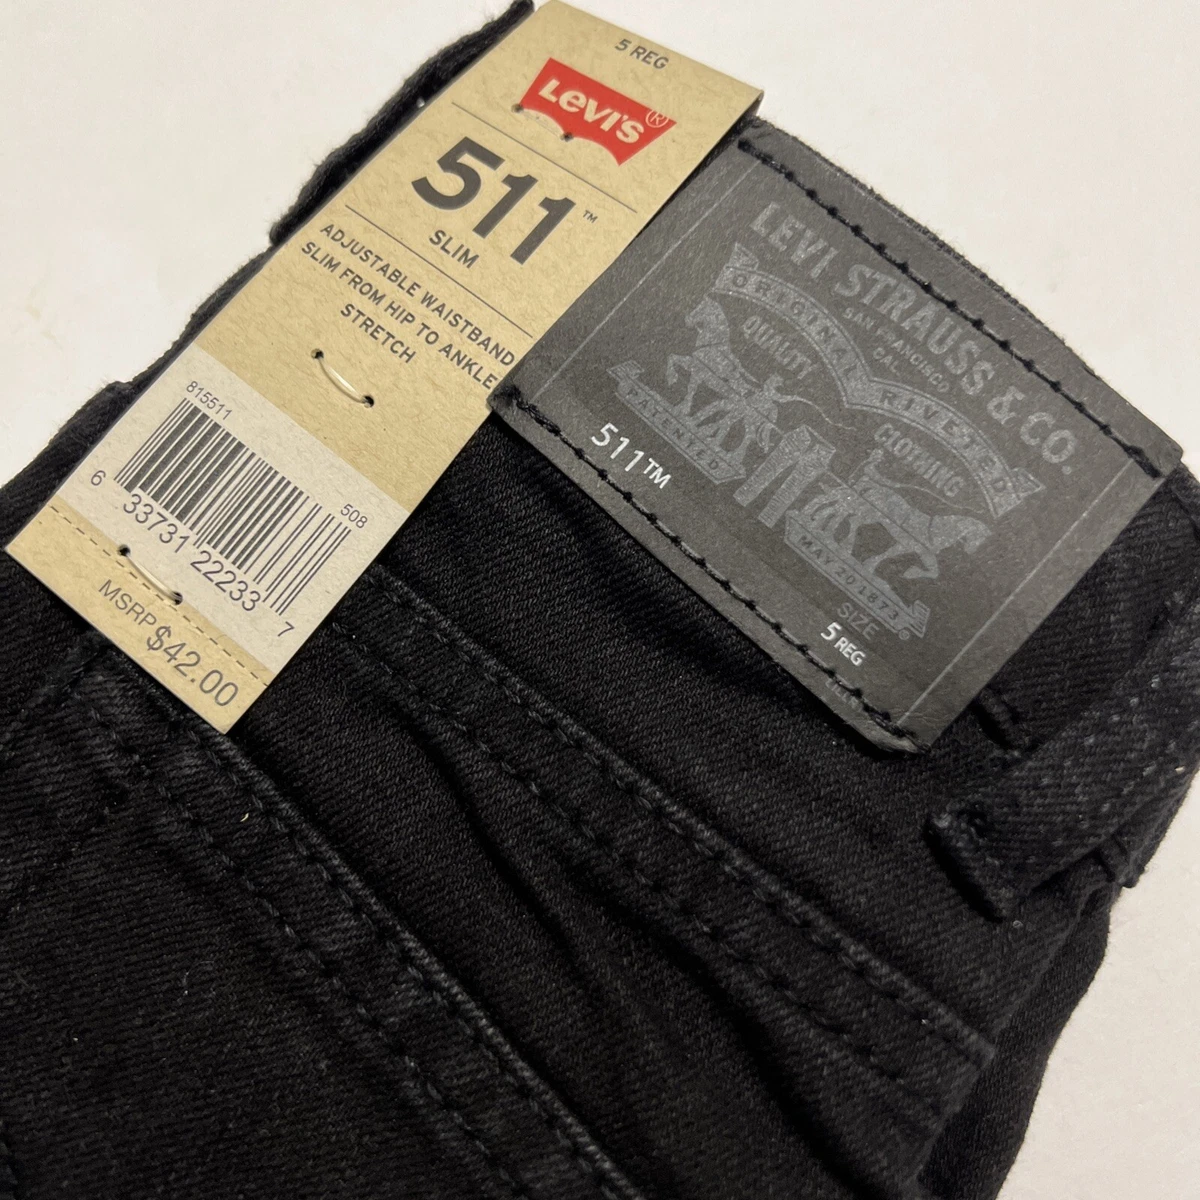 5 REG
LEVI'S®
511™
SLIM
ADJUSTABLE WAISTBAND
SLIM FROM HIP TO ANKLE
STRETCH
815511
508
6 33731 22233 7
MSRP $42.00
LEVI STRAUSS & CO.
SAN FRANCISCO
CAL
ORIGINAL RIVETED
QUALITY CLOTHING
511™
PATENTED
MAY 20 1873
®
SIZE
5 REG